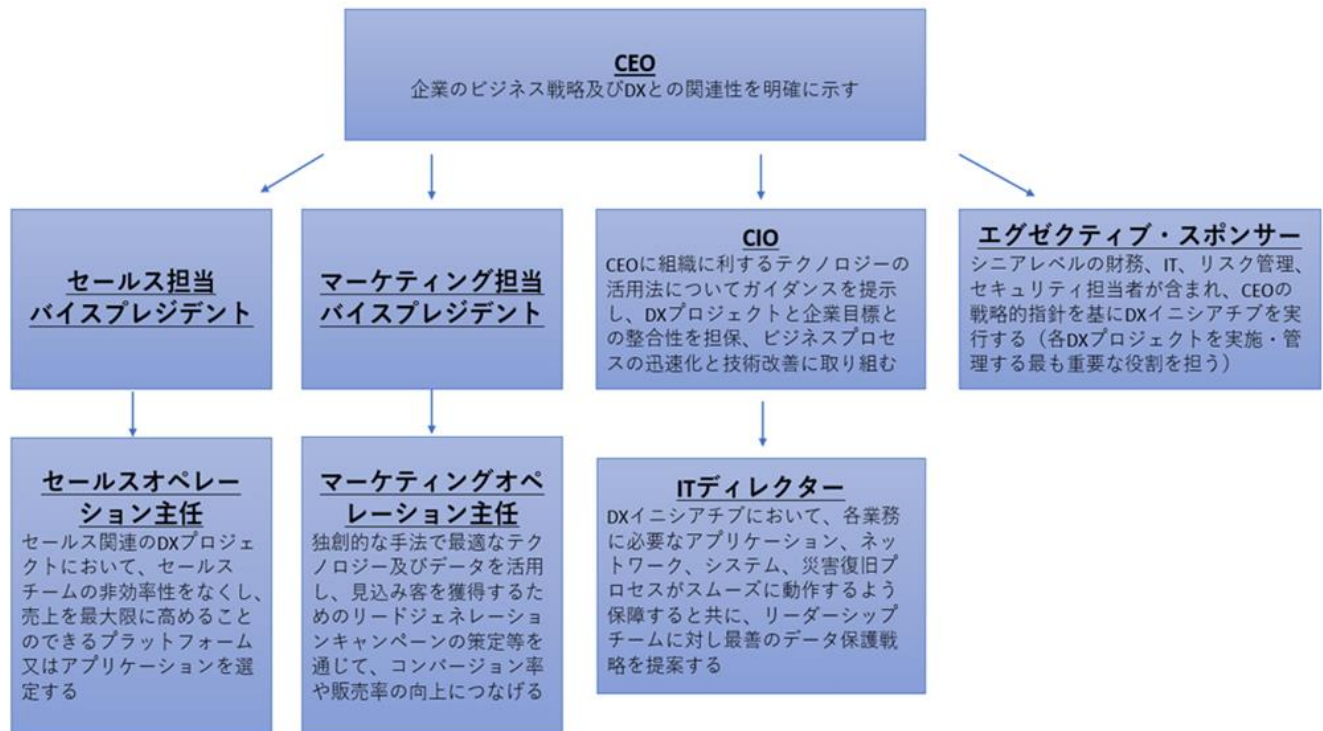 CEO
企業のビジネス戦略及びDXとの関連性を明確に示す
セールス担当
バイスプレジデント
マーケティング担当
バイスプレジデント
CIO
CEOに組織に利するテクノロジーの
活用法についてガイダンスを提示
し、DXプロジェクトと企業目標と
の整合性を担保、ビジネスプロセ
スの迅速化と技術改善に取り組む
エグゼクティブ・スポンサー
シニアレベルの財務、IT、リスク管理、
セキュリティ担当者が含まれ、CEOの
戦略的指針を基にDXイニシアチブを実
行する（各DXプロジェクトを実施・管
理する最も重要な役割を担う）
セールスオペレー
ション主任
セールス関連のDXプロジェ
クトにおいて、セールス
チームの非効率性をなくし、
売上を最大限に高めること
のできるプラットフォーム
又はアプリケーションを選
定する
マーケティングオペ
レーション主任
独創的な手法で最適なテク
ノロジー及びデータを活用
し、見込み客を獲得するた
めのリードジェネレーショ
ンキャンペーンの策定等を
通じて、コンバージョン率
や販売率の向上につなげる
ITディレクター
DXイニシアチブにおいて、各業務
に必要なアプリケーション、ネッ
トワーク、システム、災害復旧プ
ロセスがスムーズに動作するよう
保障すると共に、リーダーシップ
チームに対し最善のデータ保護戦
略を提案する